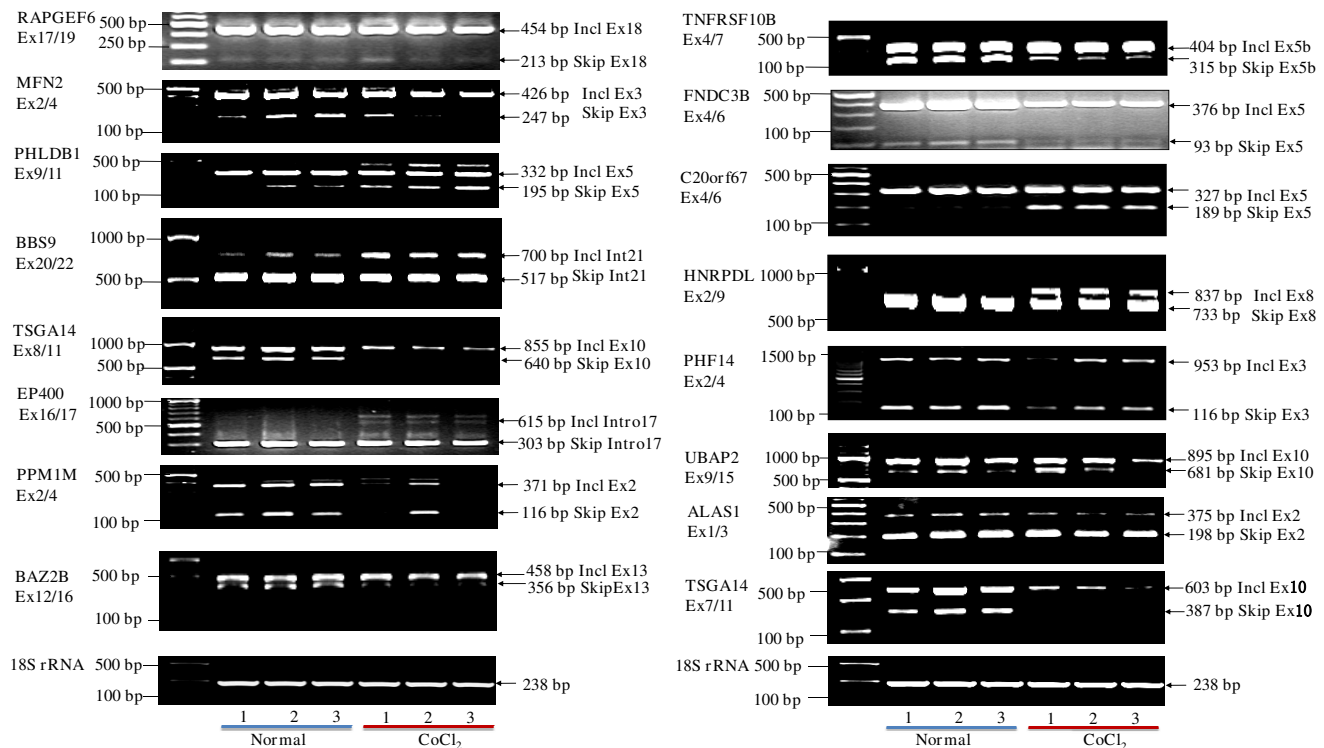 RAPGEF6
Ex17/19
500 bp
250 bp
454 bp Incl Ex18
213 bp Skip Ex18
MFN2
Ex2/4
500 bp
100 bp
426 bp Incl Ex3
Skip Ex3
247 bp
PHLDB1
Ex9/11
500 bp
100 bp
332 bp Incl Ex5
195 bp Skip Ex5
BBS9
Ex20/22
1000 bp
500 bp
700 bp Incl Int21
517 bp Skip Int21
TSGA14
Ex8/11
1000 bp
500 bp
855 bp Incl Ex10
640 bp Skip Ex10
EP400
Ex16/17
1000 bp
500 bp
615 bp Incl Intro17
303 bp Skip Intro17
PPM1M
Ex2/4
500 bp
100 bp
371 bp Incl Ex2
116 bp Skip Ex2
BAZ2B
Ex12/16
500 bp
100 bp
458 bp Incl Ex13
356 bp SkipEx13
18S rRNA
500 bp
100 bp
238 bp
1 2 3 1 2 3
Normal CoCl2
TNFRSF10B
Ex4/7
500 bp
100 bp
404 bp Incl Ex5b
315 bp Skip Ex5b
FNDC3B
Ex4/6
500 bp
100 bp
376 bp Incl Ex5
93 bp Skip Ex5
C20orf67
Ex4/6
500 bp
100 bp
327 bp Incl Ex5
189 bp Skip Ex5
HNRPDL
Ex2/9
1000 bp
500 bp
837 bp Incl Ex8
733 bp Skip Ex8
PHF14
Ex2/4
1500 bp
100 bp
953 bp Incl Ex3
116 bp Skip Ex3
UBAP2
Ex9/15
1000 bp
500 bp
895 bp Incl Ex10
681 bp Skip Ex10
ALAS1
Ex1/3
500 bp
100 bp
375 bp Incl Ex2
198 bp Skip Ex2
TSGA14
Ex7/11
500 bp
100 bp
603 bp Incl Ex10
387 bp Skip Ex10
18S rRNA
500 bp
100 bp
238 bp
1 2 3 1 2 3
Normal CoCl2